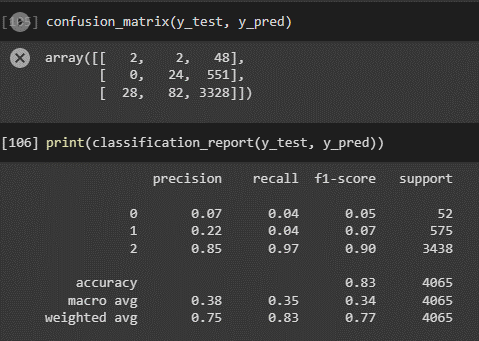 [105] confusion_matrix(y_test, y_pred)
array([[ 2, 2, 48],
[ 0, 24, 551],
[ 28, 82, 3328]])
[106] print(classification_report(y_test, y_pred))
precision recall f1-score support
0 0.07 0.04 0.05 52
1 0.22 0.04 0.07 575
2 0.85 0.97 0.90 3438
accuracy 0.83 4065
macro avg 0.38 0.35 0.34 4065
weighted avg 0.75 0.83 0.77 4065